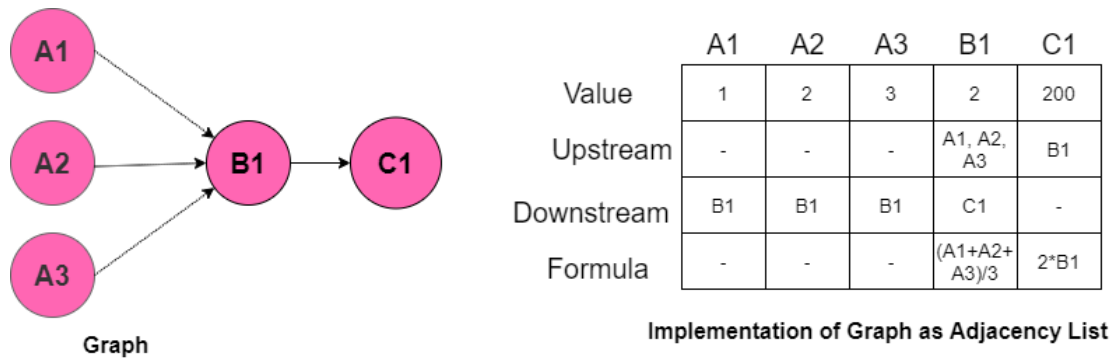 A1
A2
A3
B1
C1
Graph
A1 A2 A3 B1 C1
Value 1 2 3 2 200
Upstream - - - A1, A2,
A3 B1
Downstream B1 B1 B1 C1 -
Formula - - - (A1+A2+
A3)/3 2*B1
Implementation of Graph as Adjacency List